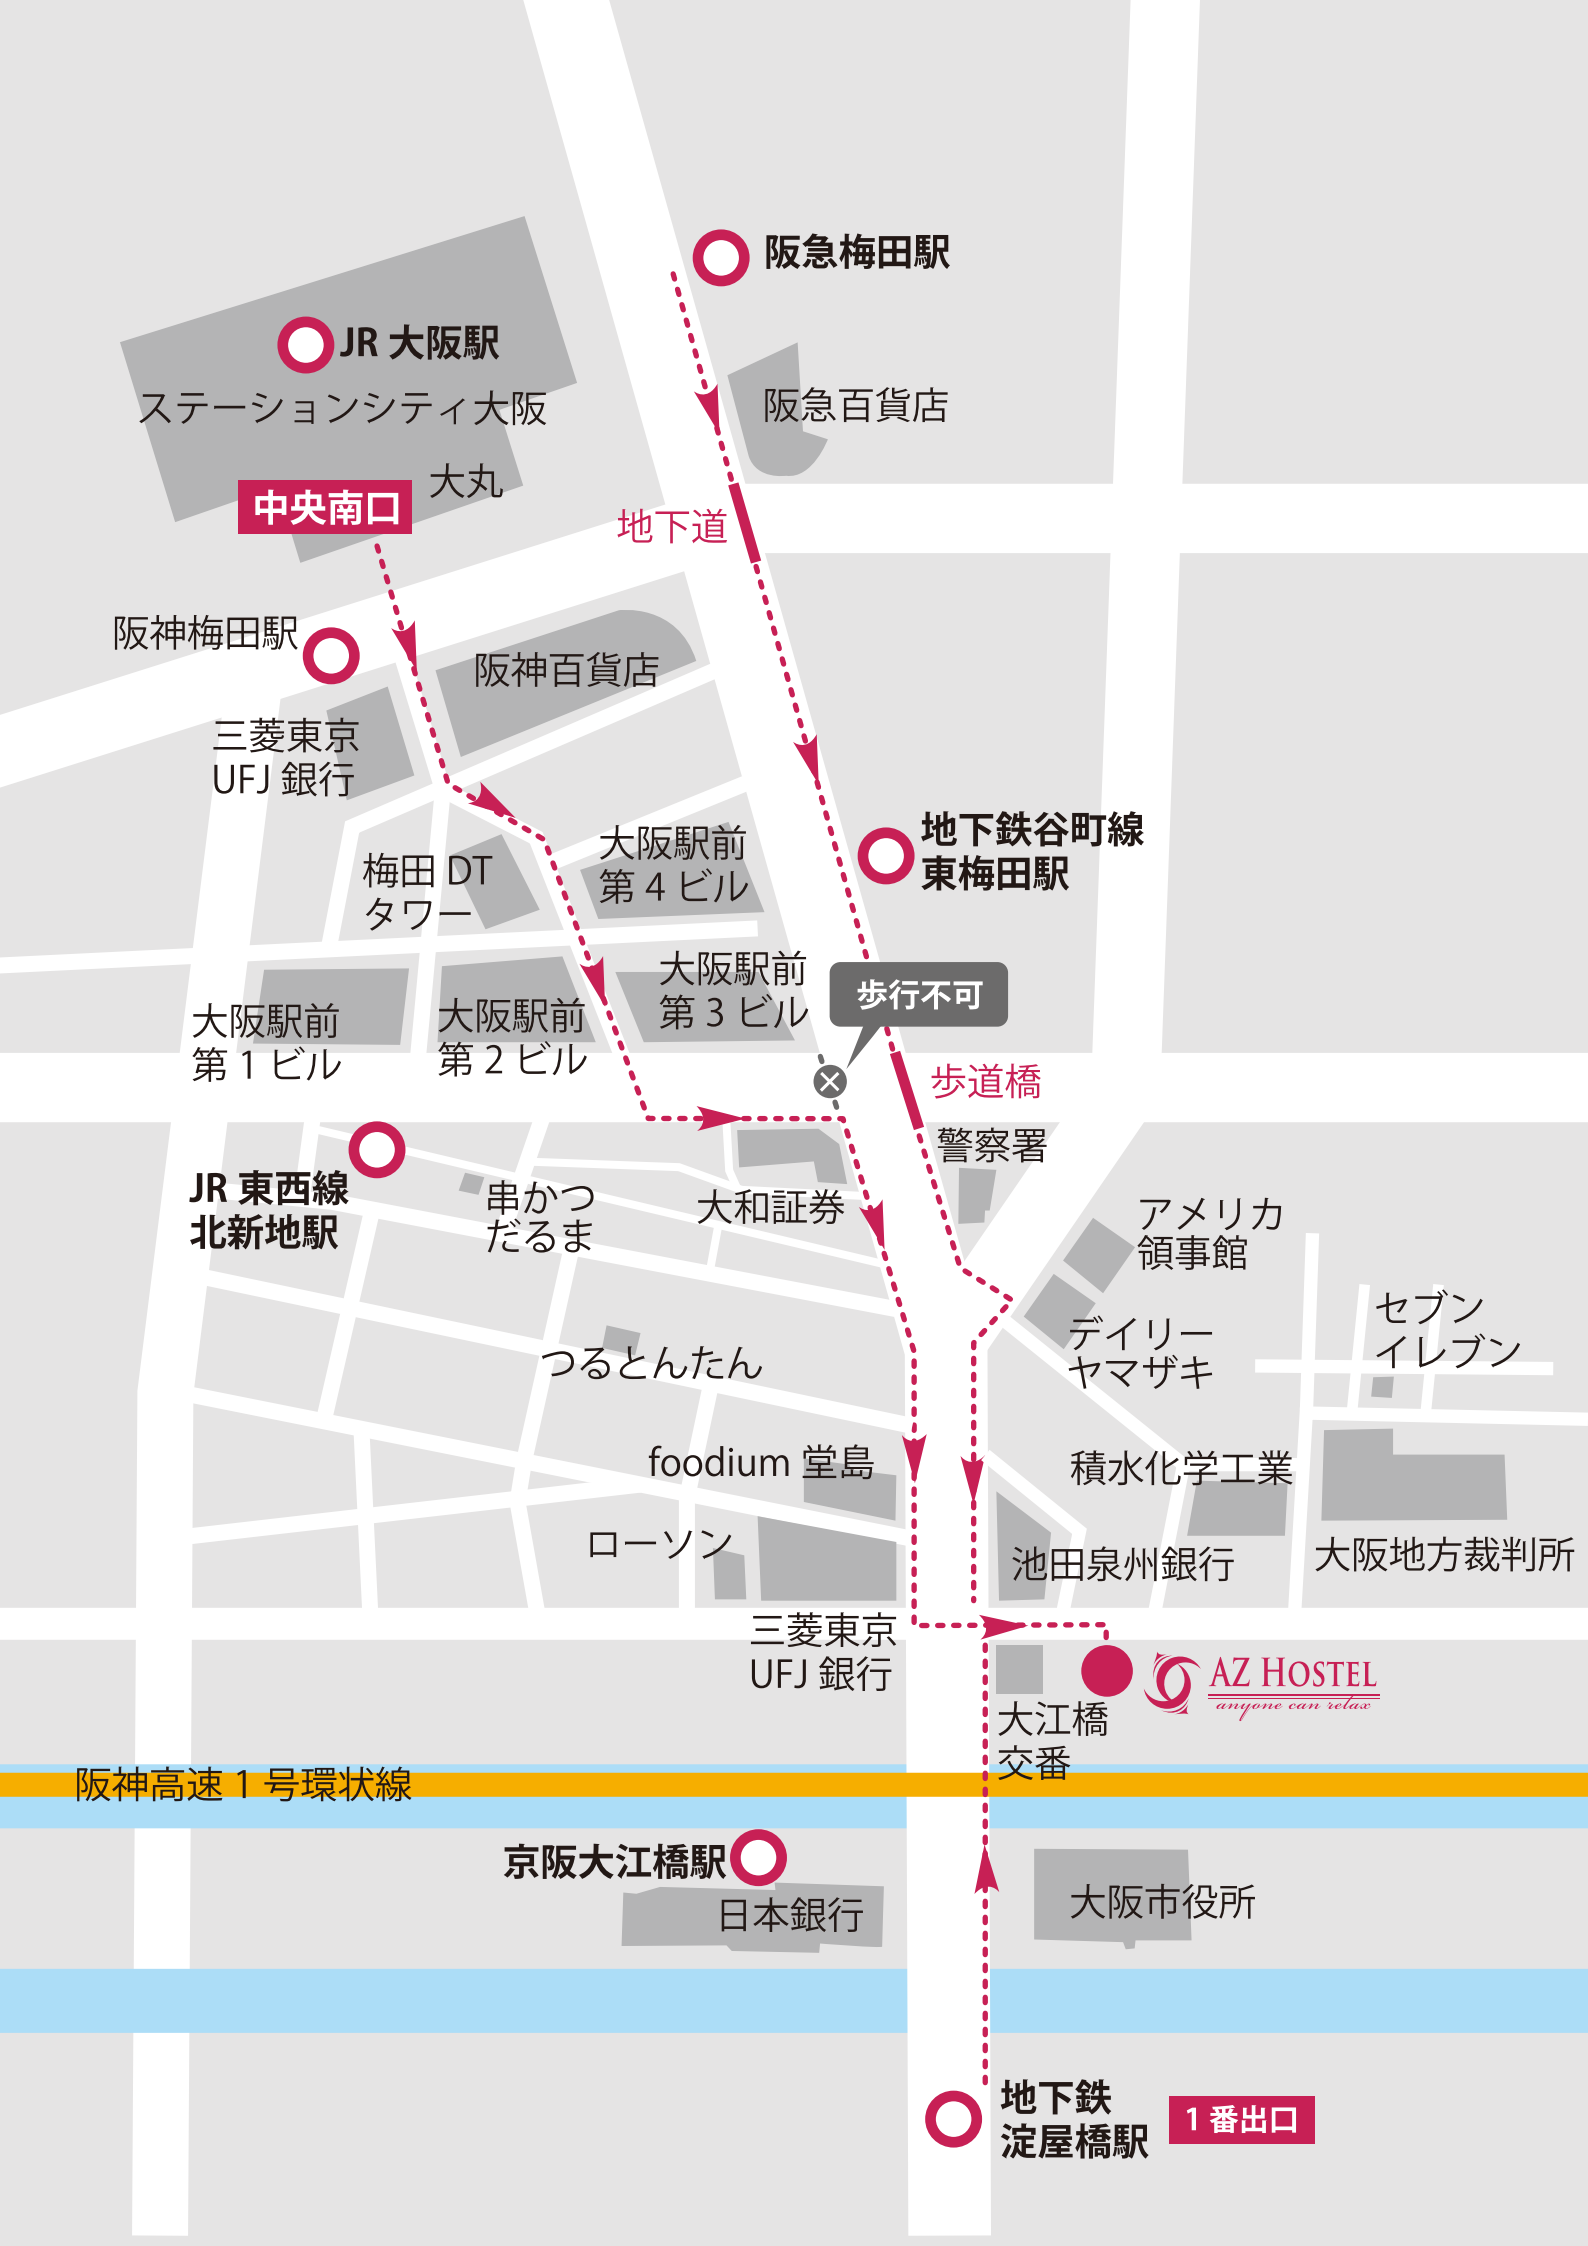 阪急梅田駅
JR 大阪駅
ステーションシティ大阪
阪急百貨店
大丸
中央南口
地下道
阪神梅田駅
阪神百貨店
三菱東京
UFJ 銀行
地下鉄谷町線
東梅田駅
大阪駅前
第 4 ビル
梅田 DT
タワー
大阪駅前
第 3 ビル
歩行不可
大阪駅前
第 1 ビル
大阪駅前
第 2 ビル
歩道橋
警察署
JR 東西線
北新地駅
串かつ
だるま
大和証券
アメリカ
領事館
セブン
イレブン
デイリー
ヤマザキ
つるとんたん
foodium 堂島
積水化学工業
ローソン
池田泉州銀行
大阪地方裁判所
三菱東京
UFJ 銀行
AZ HOSTEL
anyone can relax
大江橋
交番
阪神高速 1 号環状線
京阪大江橋駅
日本銀行
大阪市役所
地下鉄
淀屋橋駅
1 番出口